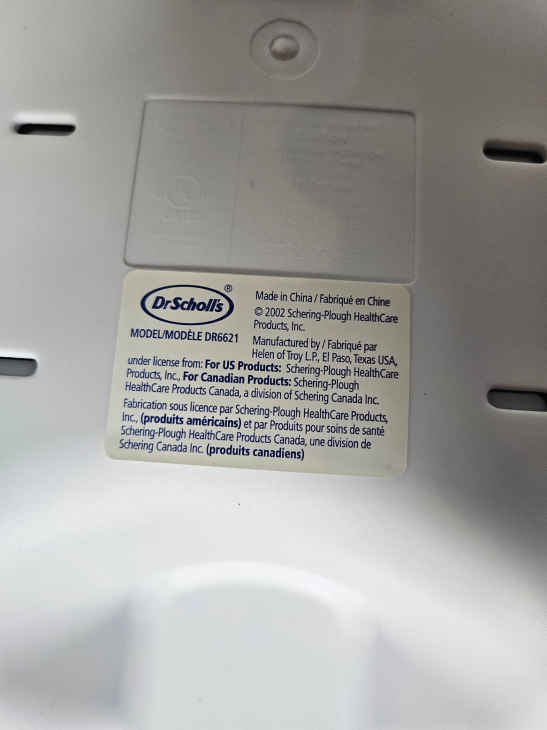 DrScholl's®
MODEL/MODÈLE DR6621
Made in China / Fabriqué en Chine
© 2002 Schering-Plough HealthCare
Products, Inc.
Manufactured by / Fabriqué par
Helen of Troy L.P., El Paso, Texas USA,
under license from: For US Products: Schering-Plough HealthCare
Products, Inc., For Canadian Products: Schering-Plough
HealthCare Products Canada, a division of Schering Canada Inc.
Fabrication sous licence par Schering-Plough HealthCare Products,
Inc., (produits américains) et par Produits pour soins de santé
Schering-Plough HealthCare Products Canada, une division de
Schering Canada Inc. (produits canadiens)